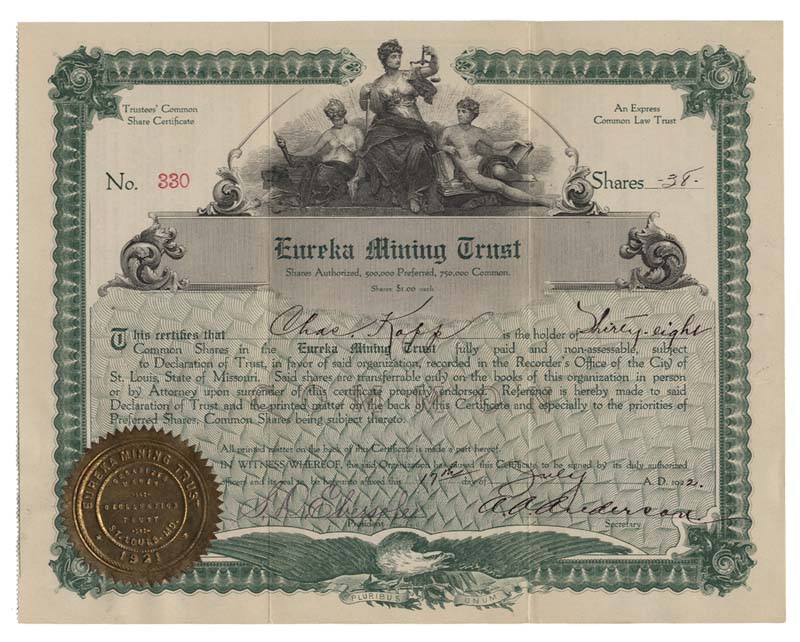 Trustees' Common
Share Certificate
An Express
Common Law Trust
No. 330
Shares -38-
Eureka Mining Trust
Shares Authorized, 500,000 Preferred, 750,000 Common.
Shares $1.00 each
This certifies that Chas. Kopp is the holder of Thirty-eight
Common Shares in the Eureka Mining Trust fully paid and non-assessable, subject
to Declaration of Trust, in favor of said organization, recorded in the Recorder's Office of the City of
St. Louis, State of Missouri. Said shares are transferrable only on the books of this organization in person
or by Attorney upon surrender of this certificate properly endorsed. Reference is hereby made to said
Declaration of Trust and the printed matter on the back of this Certificate and especially to the priorities of
Preferred Shares, Common Shares being subject thereto.
All printed matter on the back of this Certificate is made a part hereof.
IN WITNESS WHEREOF, the said Organization has caused this Certificate to be signed by its duly authorized
officers and its seal to be hereunto affixed this 19th day of July A. D. 1922.
A. A. Anderson
President
Secretary
EUREKA MINING TRUST
ORGANIZED
UNDER
DECLARATION
TRUST
ST. LOUIS, MO.
1921
PLURIBUS UNUM